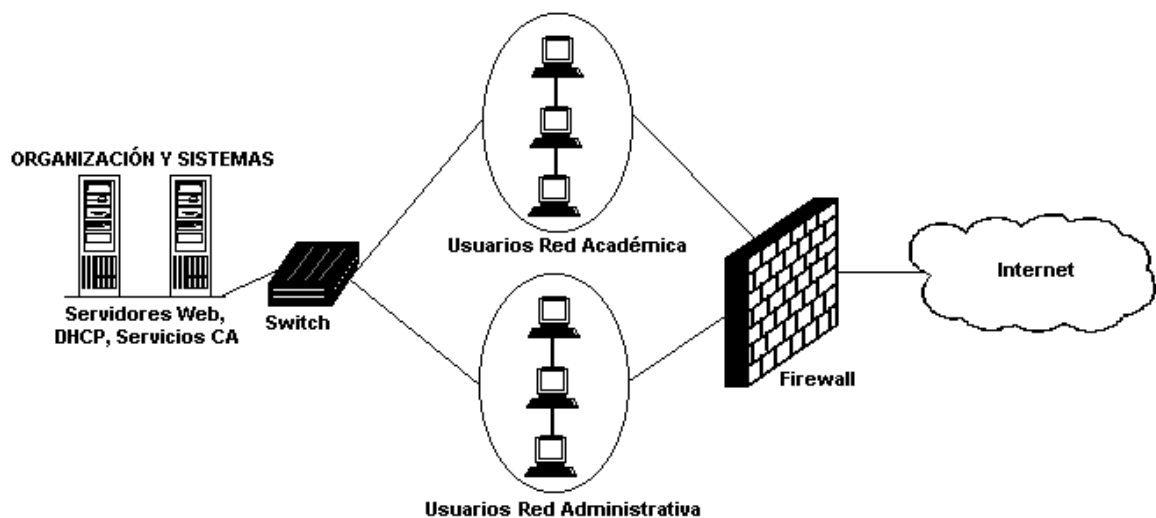 ORGANIZACIÓN Y SISTEMAS
Servidores Web,
DHCP, Servicios CA
Switch
Usuarios Red Académica
Usuarios Red Administrativa
Firewall
Internet